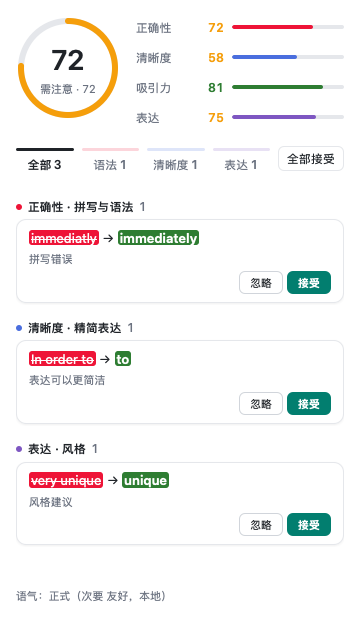 72
需注意 · 72
正确性 72
清晰度 58
吸引力 81
表达 75
全部 3 语法 1 清晰度 1 表达 1 全部接受
正确性 · 拼写与语法 1
immediatly → immediately
拼写错误
忽略 接受
清晰度 · 精简表达 1
In order to → to
表达可以更简洁
忽略 接受
表达 · 风格 1
very unique → unique
风格建议
忽略 接受
语气：正式（次要 友好，本地）